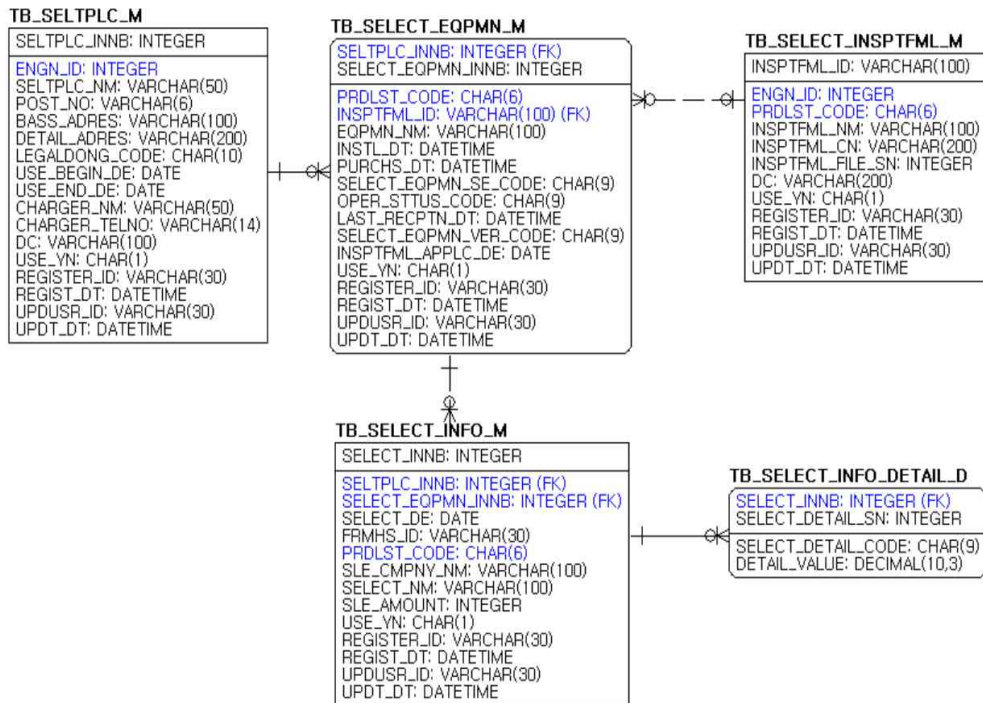 TB_SELTPLC_M
SELTPLC_INNB: INTEGER
ENGN_ID: INTEGER
SELTPLC_NM: VARCHAR(50)
POST_NO: VARCHAR(6)
BASS_ADRES: VARCHAR(100)
DETAIL_ADRES: VARCHAR(200)
LEGALDONG_CODE: CHAR(10)
USE_BEGIN_DE: DATE
USE_END_DE: DATE
CHARGER_NM: VARCHAR(50)
CHARGER_TELNO: VARCHAR(14)
DC: VARCHAR(100)
USE_YN: CHAR(1)
REGISTER_ID: VARCHAR(30)
REGIST_DT: DATETIME
UPDUSR_ID: VARCHAR(30)
UPDT_DT: DATETIME
TB_SELECT_EQPMN_M
SELTPLC_INNB: INTEGER (FK)
SELECT_EQPMN_INNB: INTEGER
PRDLST_CODE: CHAR(6)
INSPTFML_ID: VARCHAR(100) (FK)
EQPMN_NM: VARCHAR(100)
INSTL_DT: DATETIME
PURCHS_DT: DATETIME
SELECT_EQPMN_SE_CODE: CHAR(9)
OPER_STTUS_CODE: CHAR(9)
LAST_RECPTN_DT: DATETIME
SELECT_EQPMN_VER_CODE: CHAR(9)
INSPTFML_APPLC_DE: DATE
USE_YN: CHAR(1)
REGISTER_ID: VARCHAR(30)
REGIST_DT: DATETIME
UPDUSR_ID: VARCHAR(30)
UPDT_DT: DATETIME
TB_SELECT_INSPTFML_M
INSPTFML_ID: VARCHAR(100)
ENGN_ID: INTEGER
PRDLST_CODE: CHAR(6)
INSPTFML_NM: VARCHAR(100)
INSPTFML_CN: VARCHAR(200)
INSPTFML_FILE_SN: INTEGER
DC: VARCHAR(200)
USE_YN: CHAR(1)
REGISTER_ID: VARCHAR(30)
REGIST_DT: DATETIME
UPDUSR_ID: VARCHAR(30)
UPDT_DT: DATETIME
TB_SELECT_INFO_M
SELECT_INNB: INTEGER
SELTPLC_INNB: INTEGER (FK)
SELECT_EQPMN_INNB: INTEGER (FK)
SELECT_DE: DATE
FRMHS_ID: VARCHAR(30)
PRDLST_CODE: CHAR(6)
SLE_CMPNY_NM: VARCHAR(100)
SELECT_NM: VARCHAR(100)
SLE_AMOUNT: INTEGER
USE_YN: CHAR(1)
REGISTER_ID: VARCHAR(30)
REGIST_DT: DATETIME
UPDUSR_ID: VARCHAR(30)
UPDT_DT: DATETIME
TB_SELECT_INFO_DETAIL_D
SELECT_INNB: INTEGER (FK)
SELECT_DETAIL_SN: INTEGER
SELECT_DETAIL_CODE: CHAR(9)
DETAIL_VALUE: DECIMAL(10,3)